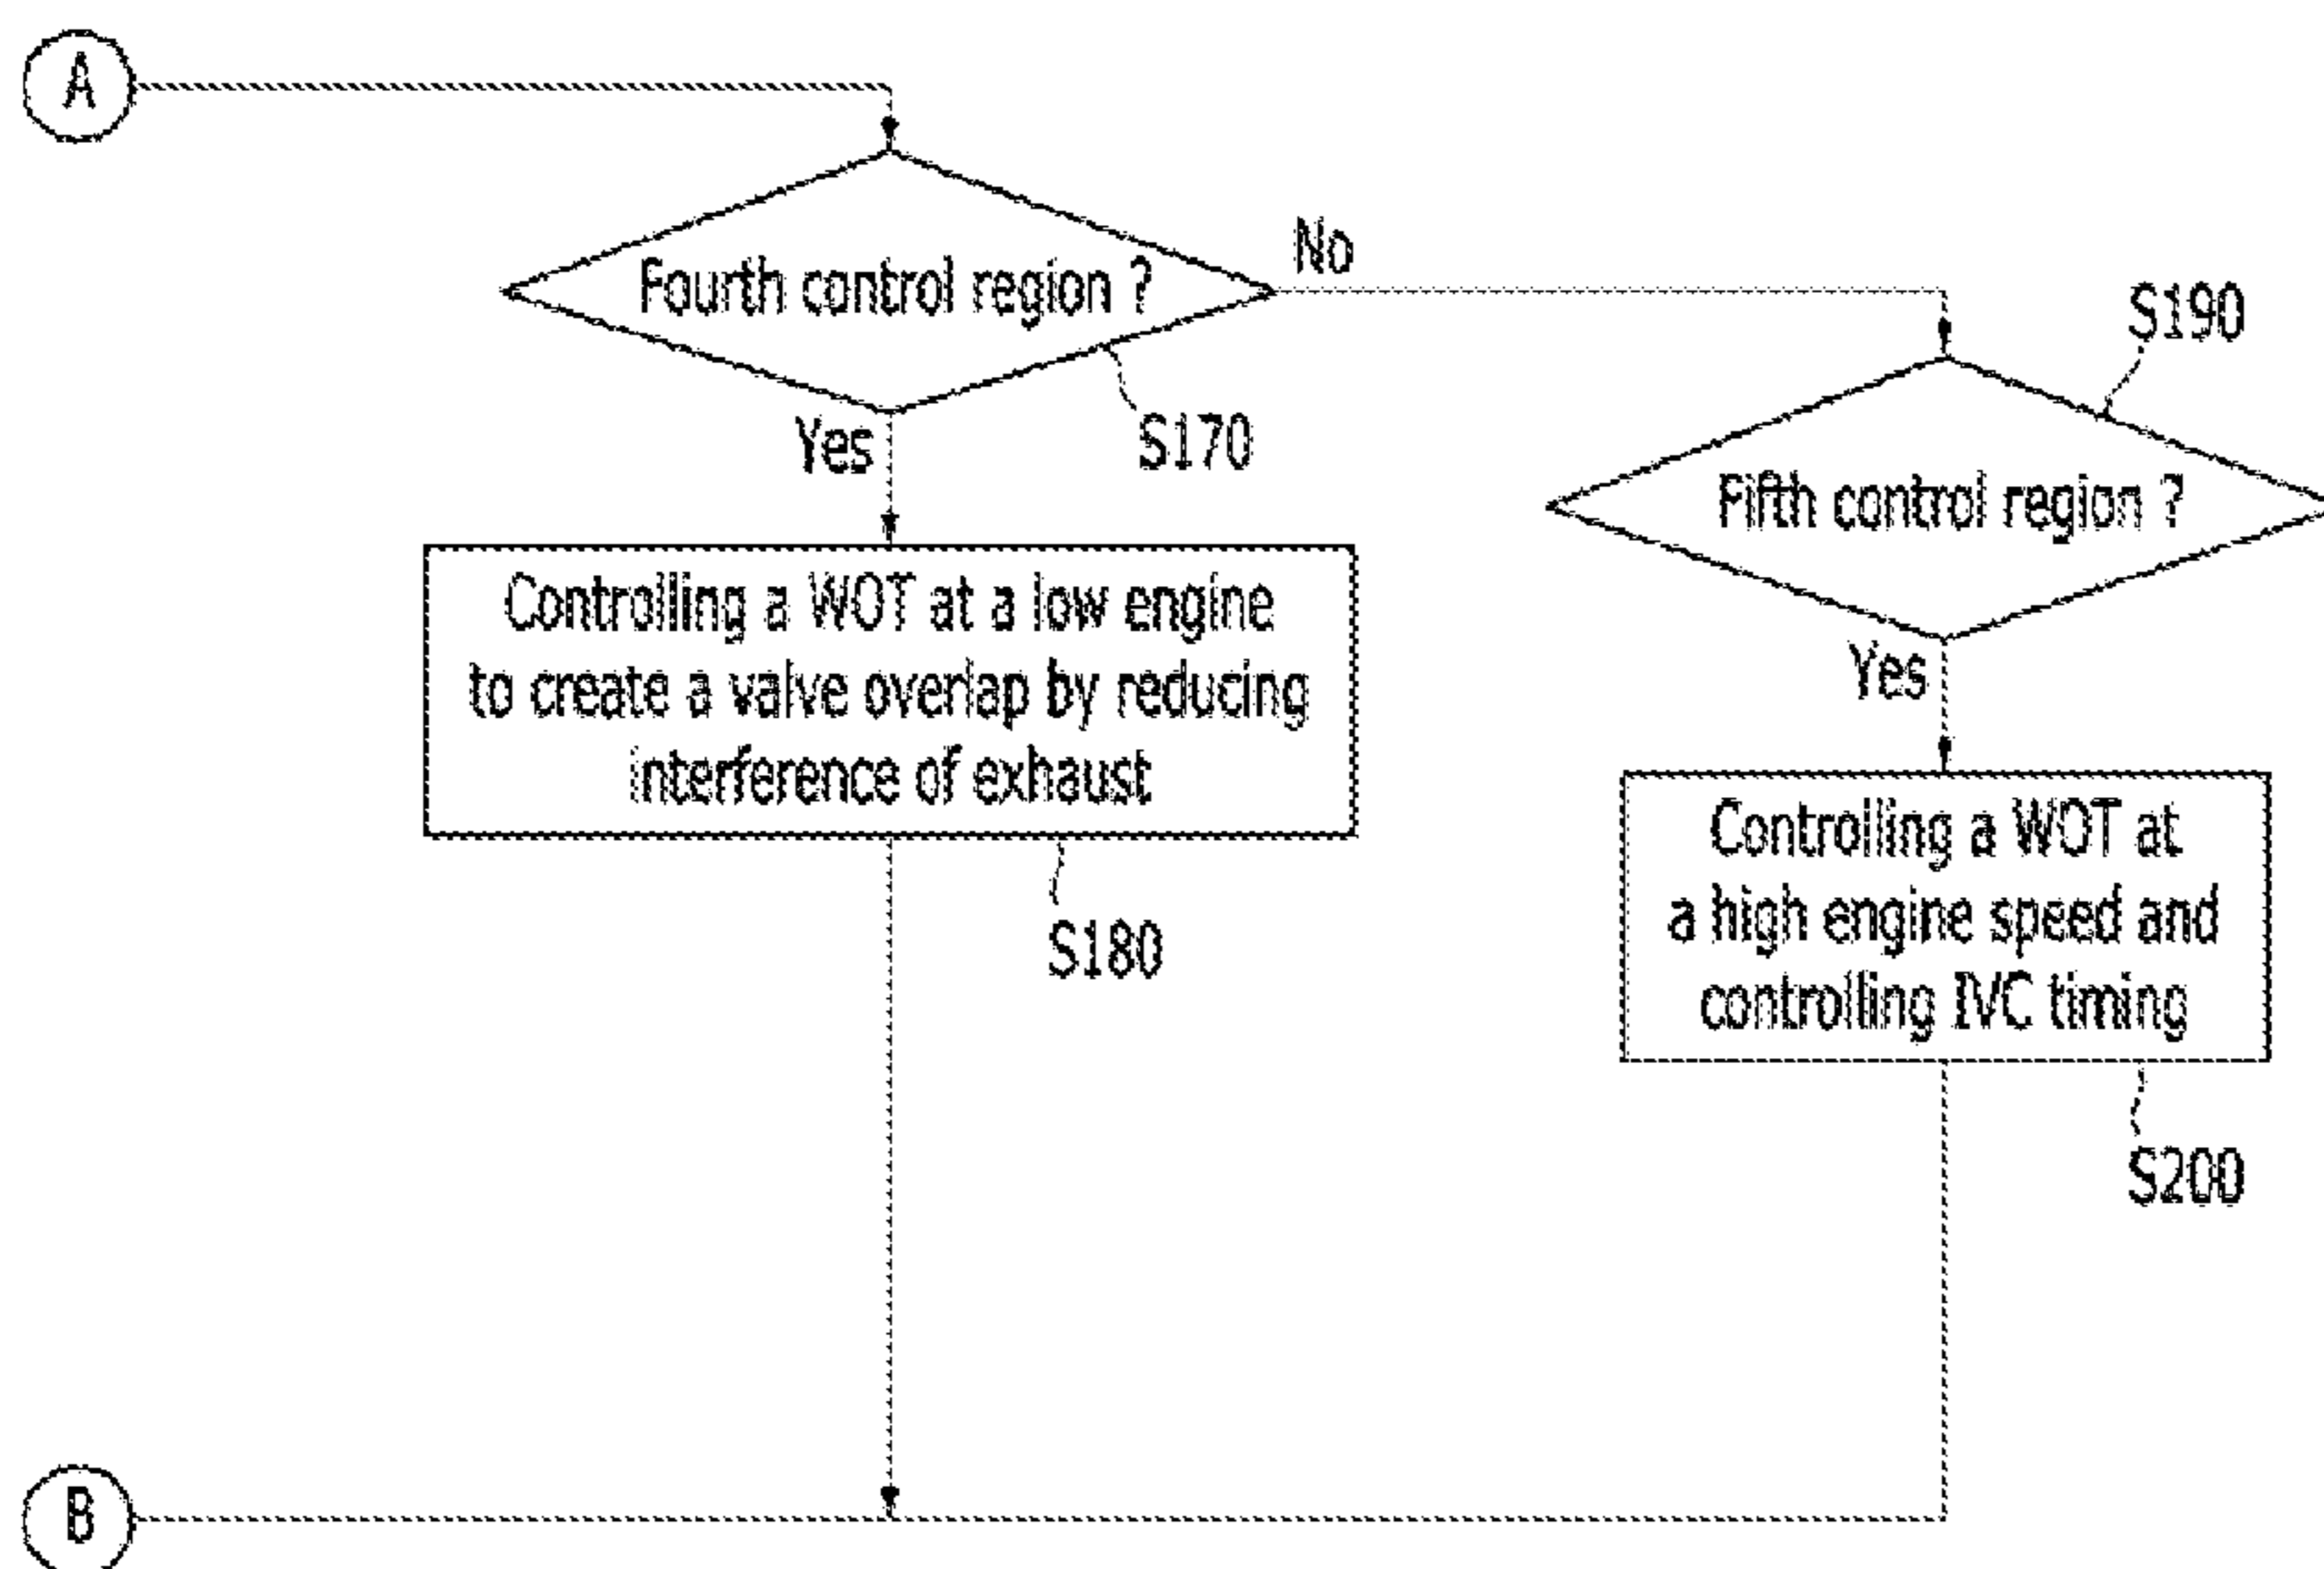 A
Fourth control region ?
No
S170
Yes
S190
Fifth control region ?
Yes
Controlling a WOT at a low engine
to create a valve overlap by reducing
interference of exhaust
S180
Controlling a WOT at
a high engine speed and
controlling IVC timing
S200
B